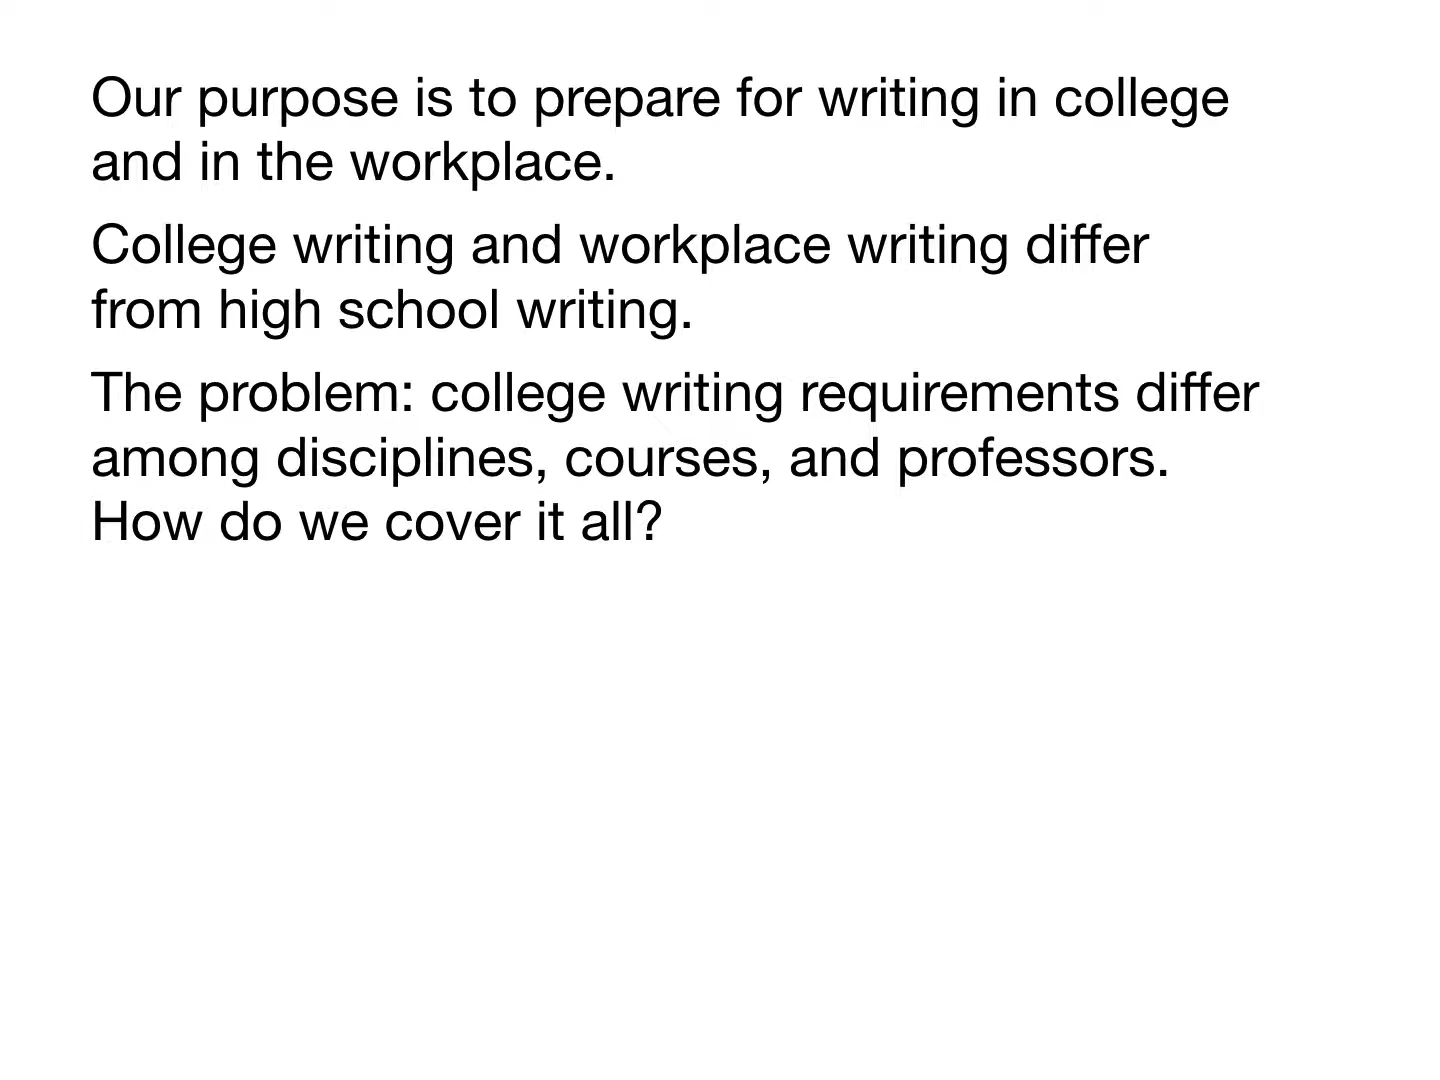 Our purpose is to prepare for writing in college
and in the workplace.
College writing and workplace writing differ
from high school writing.
The problem: college writing requirements differ
among disciplines, courses, and professors.
How do we cover it all?